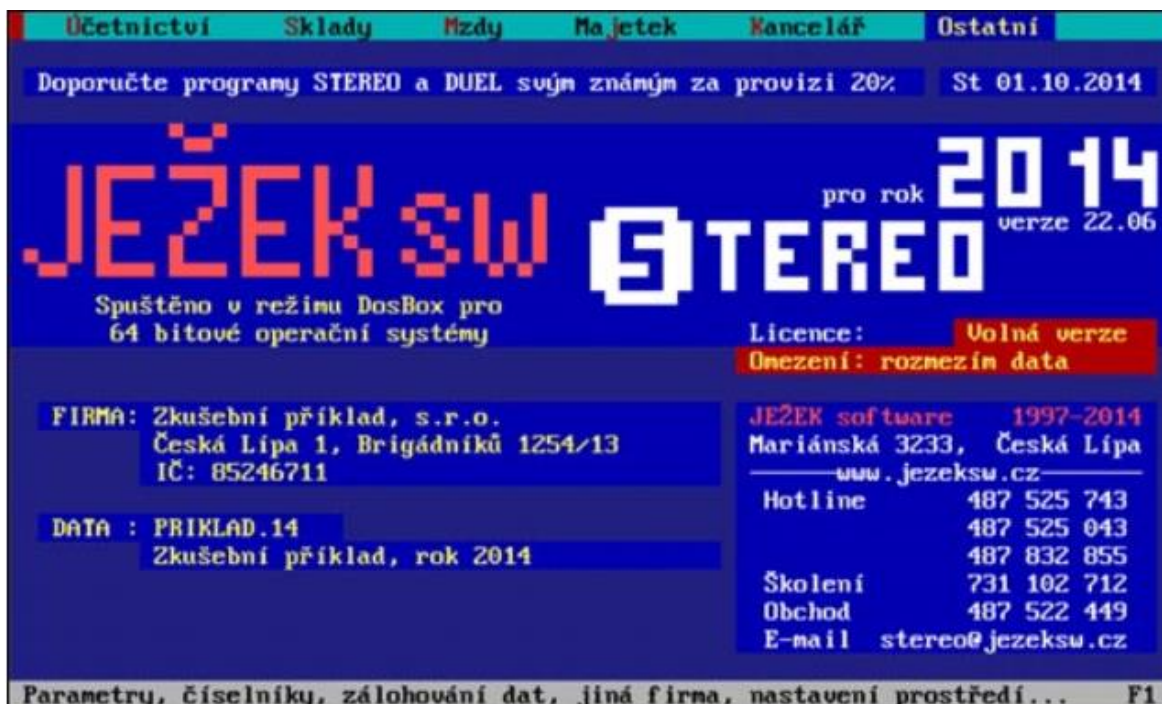 Účetnictví Sklady Mzdy Majetek Kancelář Ostatní
Doporučte programy STEREO a DUEL svým známým za provizi 20% St 01.10.2014
JEŽEK SW STEREO
pro rok 2014
verze 22.06
Spuštěno v režimu DosBox pro
64 bitové operační systémy
Licence: Volná verze
Omezení: rozmezím data
FIRMA: Zkušební příklad, s.r.o.
Česká Lípa 1, Brigádníků 1254/13
IČ: 85246711
DATA : PRIKLAD.14
Zkušební příklad, rok 2014
JEŽEK software 1997-2014
Mariánská 3233, Česká Lípa
www.jezeksw.cz
Hotline 487 525 743
487 525 043
487 832 855
Školení 731 102 712
Obchod 487 522 449
E-mail stereo@jezeksw.cz
Parametry, číselníky, zálohování dat, jiná firma, nastavení prostředí... F1